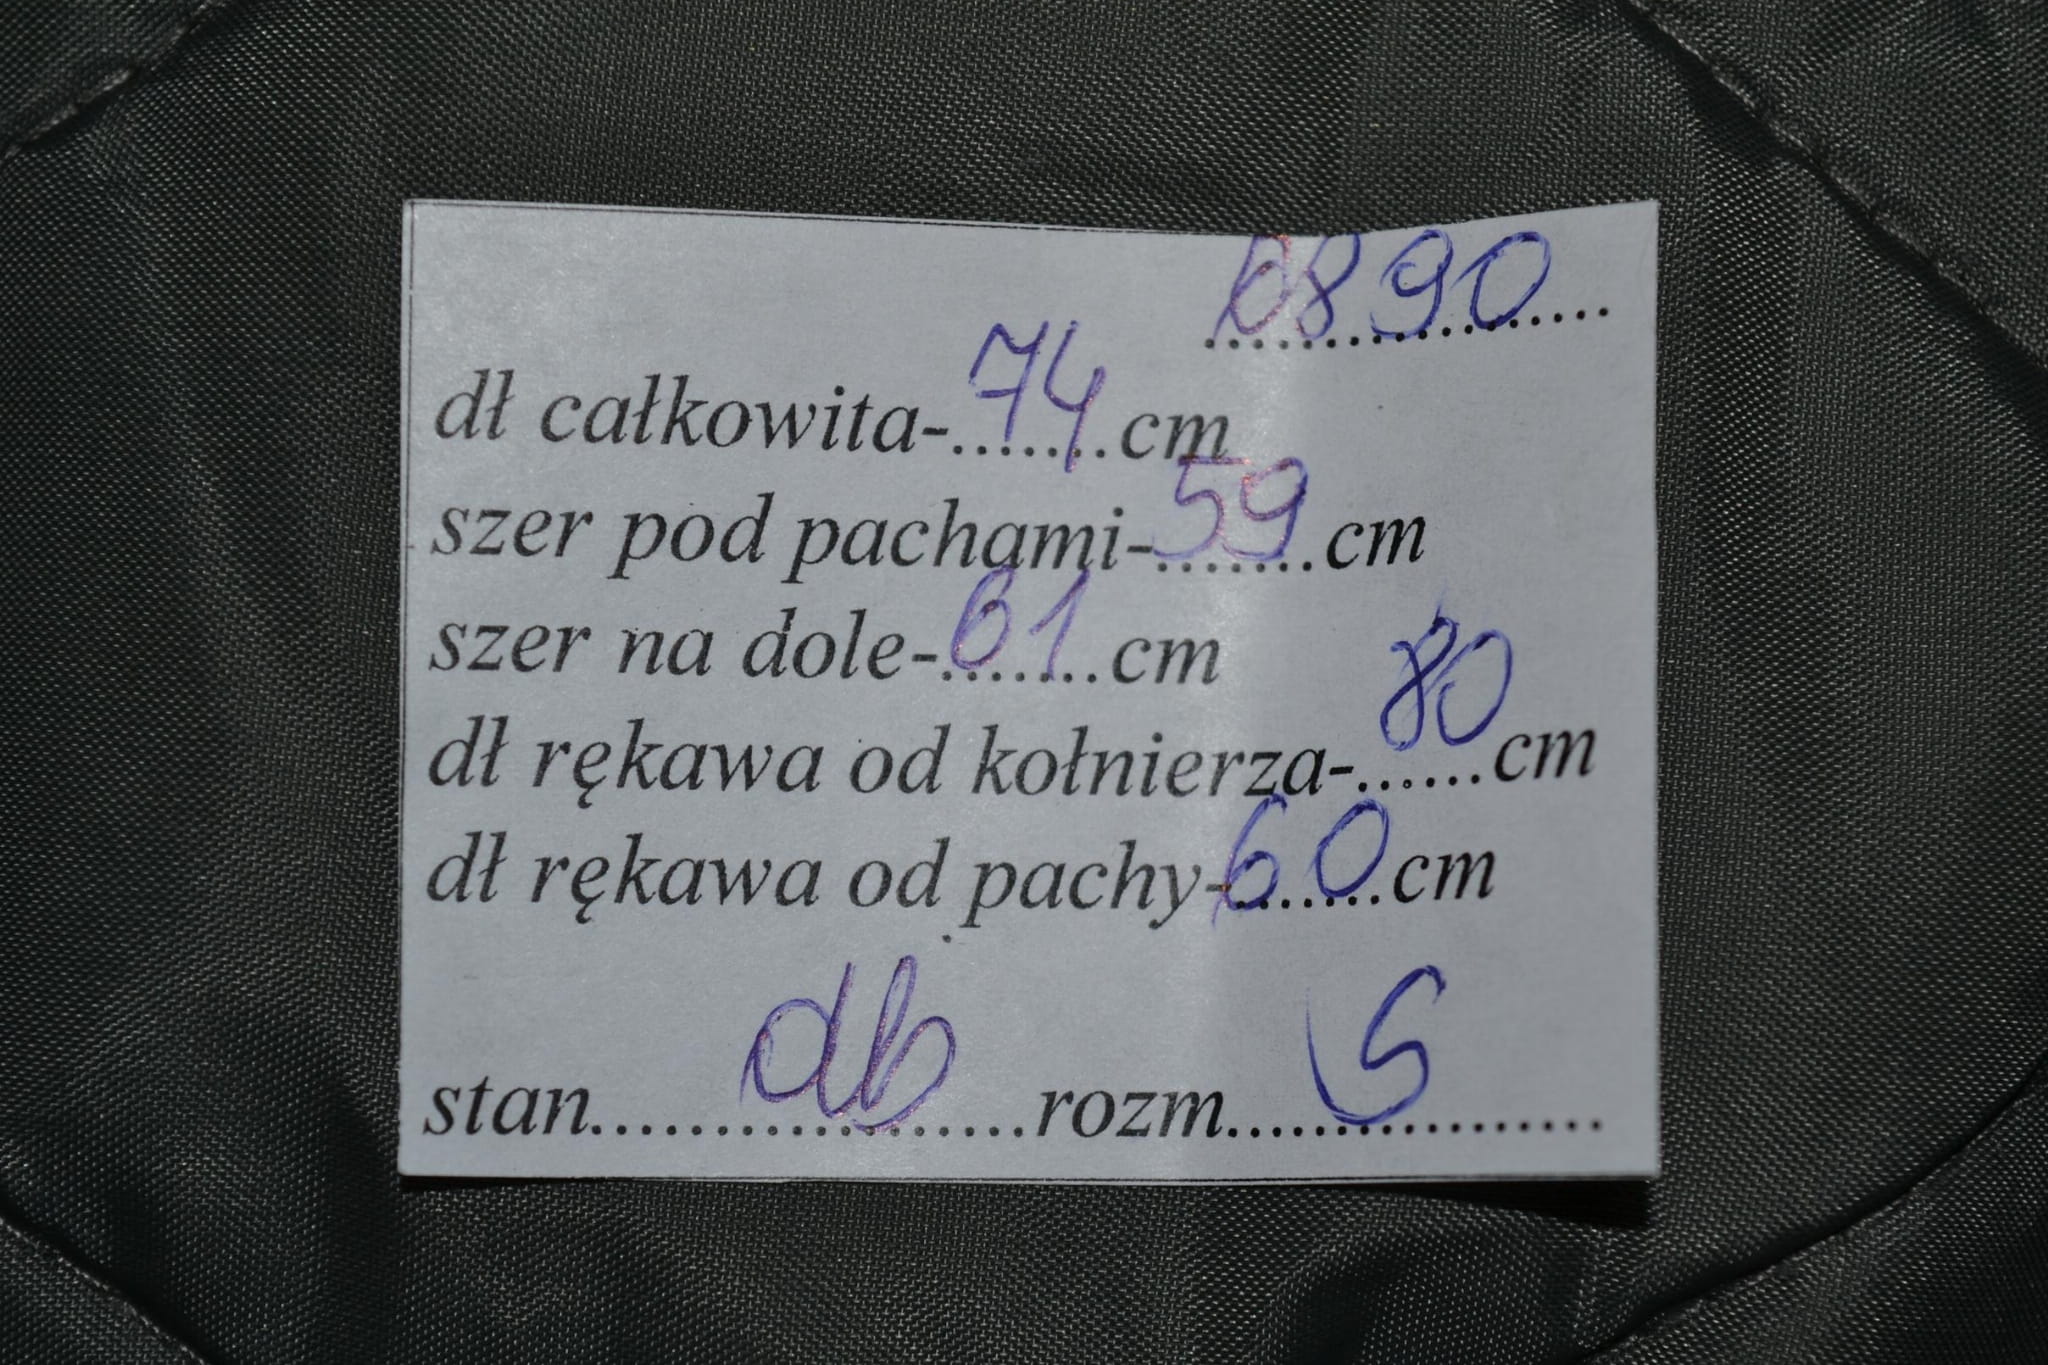 6890
dł całkowita-74cm
szer pod pachami-59cm
szer na dole-61cm
dł rękawa od kołnierza-80cm
dł rękawa od pachy-60cm
stan db rozm S